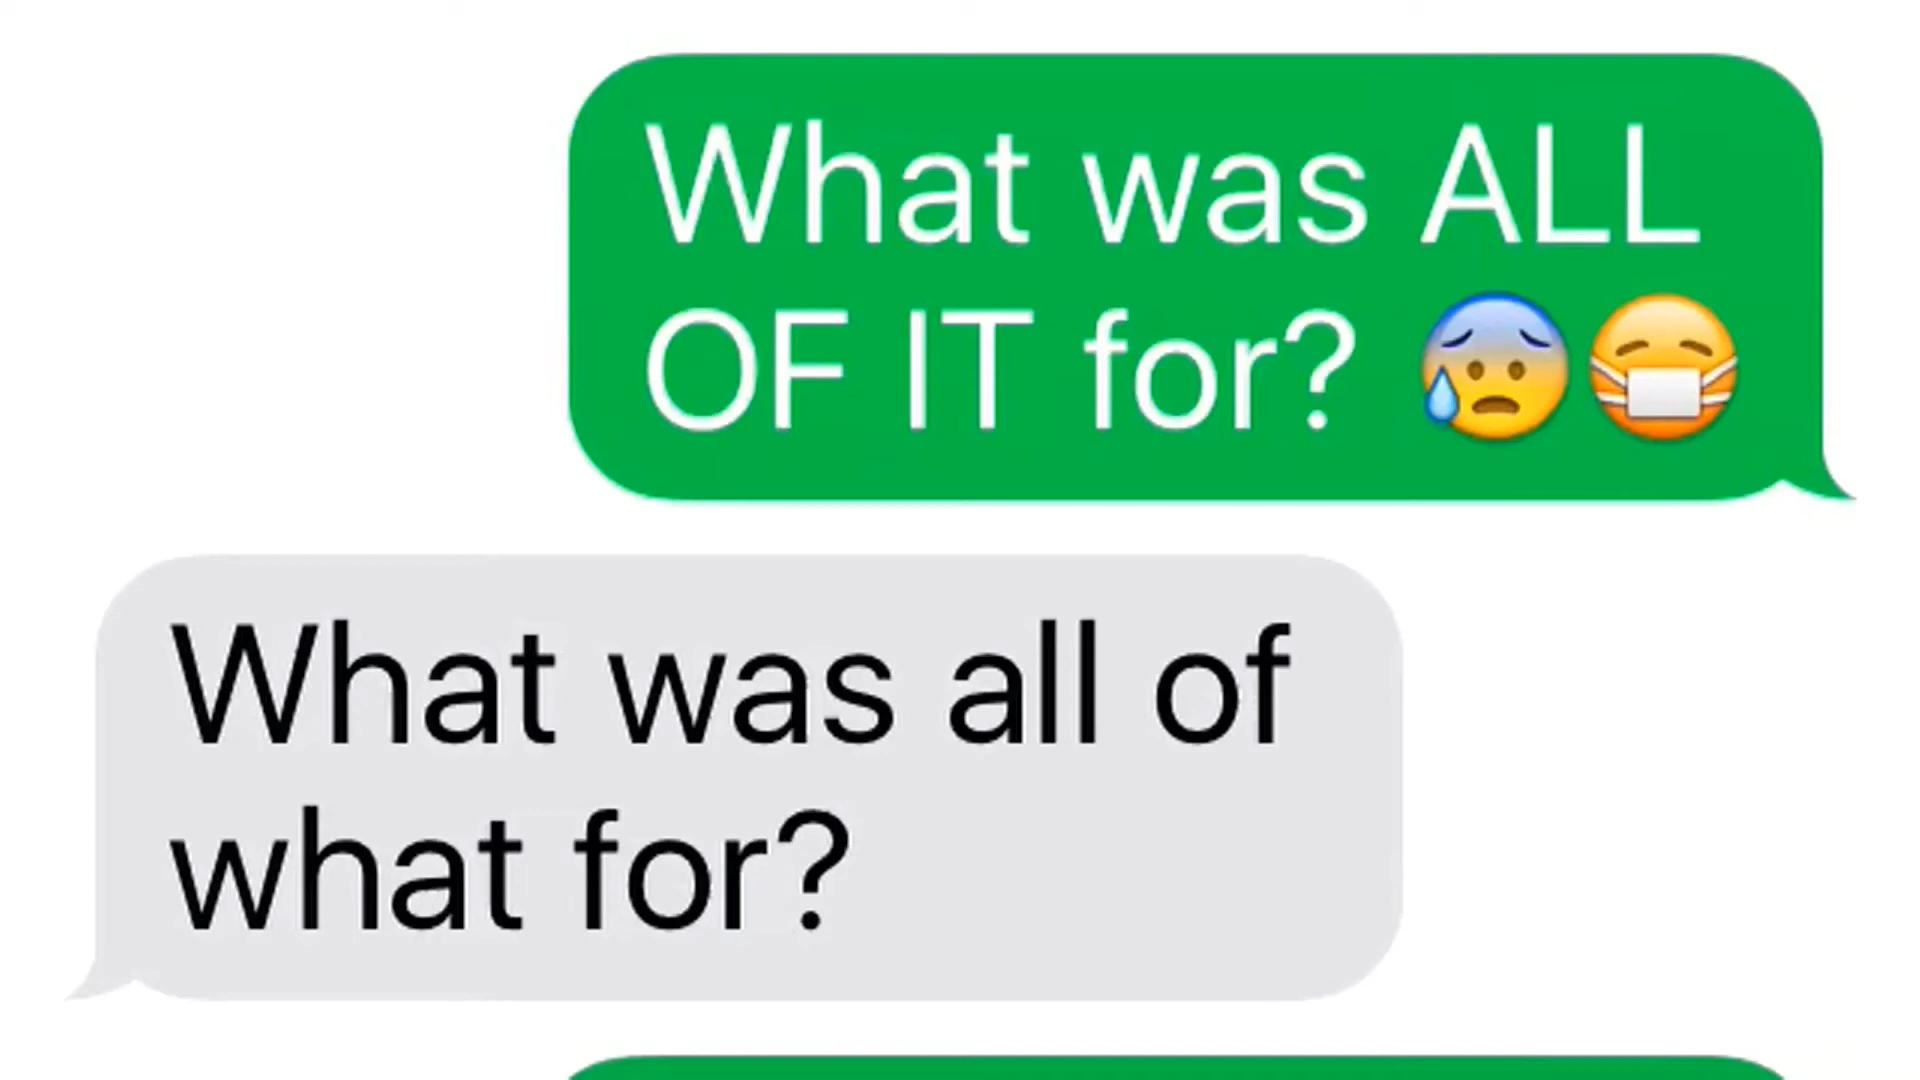 What was ALL
OF IT for? 😰😷
What was all of
what for?